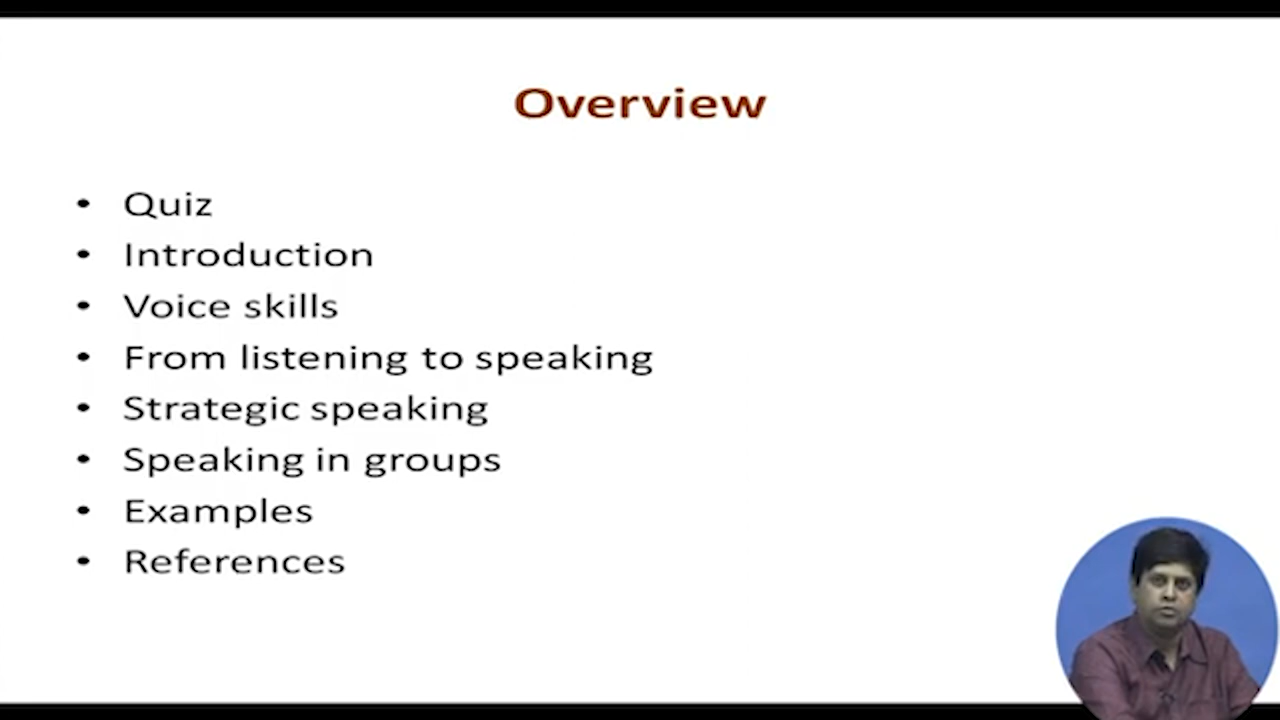 Overview
• Quiz
• Introduction
• Voice skills
• From listening to speaking
• Strategic speaking
• Speaking in groups
• Examples
• References